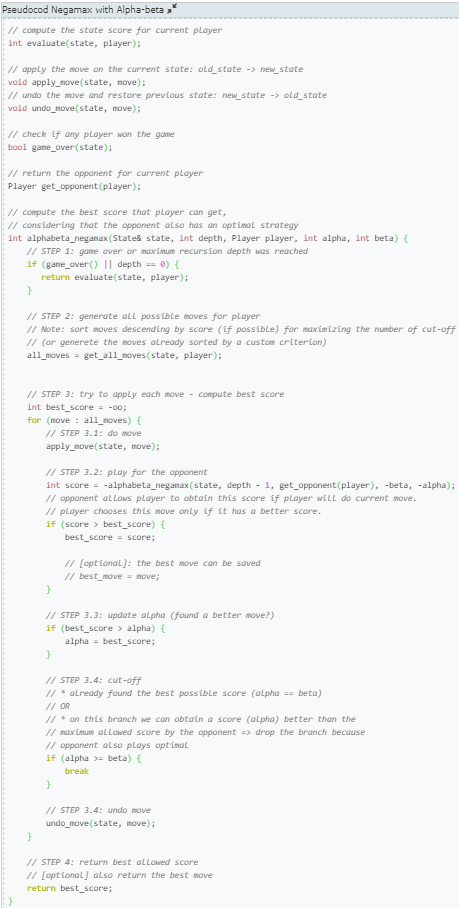 Pseudocod Negamax with Alpha-beta
// compute the state score for current player
int evaluate(state, player);
// apply the move on the current state: old_state -> new_state
void apply_move(state, move);
// undo the move and restore previous state: new_state -> old_state
void undo_move(state, move);
// check if any player won the game
bool game_over(state);
// return the opponent for current player
Player get_opponent(player);
// compute the best score that player can get,
// considering that the opponent also has an optimal strategy
int alphabeta_negamax(State& state, int depth, Player player, int alpha, int beta) {
// STEP 1: game over or maximum recursion depth was reached
if (game_over() || depth == 0) {
return evaluate(state, player);
}
// STEP 2: generate all possible moves for player
// Note: sort moves descending by score (if possible) for maximizing the number of cut-off
// (or generete the moves already sorted by a custom criterion)
all_moves = get_all_moves(state, player);
// STEP 3: try to apply each move - compute best score
int best_score = -oo;
for (move : all_moves) {
// STEP 3.1: do move
apply_move(state, move);
// STEP 3.2: play for the opponent
int score = -alphabeta_negamax(state, depth - 1, get_opponent(player), -beta, -alpha);
// opponent allows player to obtain this score if player will do current move.
// player chooses this move only if it has a better score.
if (score > best_score) {
best_score = score;
// [optional]: the best move can be saved
// best_move = move;
}
// STEP 3.3: update alpha (found a better move?)
if (best_score > alpha) {
alpha = best_score;
}
// STEP 3.4: cut-off
// * already found the best possible score (alpha == beta)
// OR
// * on this branch we can obtain a score (alpha) better than the
// maximum allowed score by the opponent => drop the branch because
// opponent also plays optimal
if (alpha >= beta) {
break
}
// STEP 3.4: undo move
undo_move(state, move);
}
// STEP 4: return best allowed score
// [optional] also return the best move
return best_score;
}